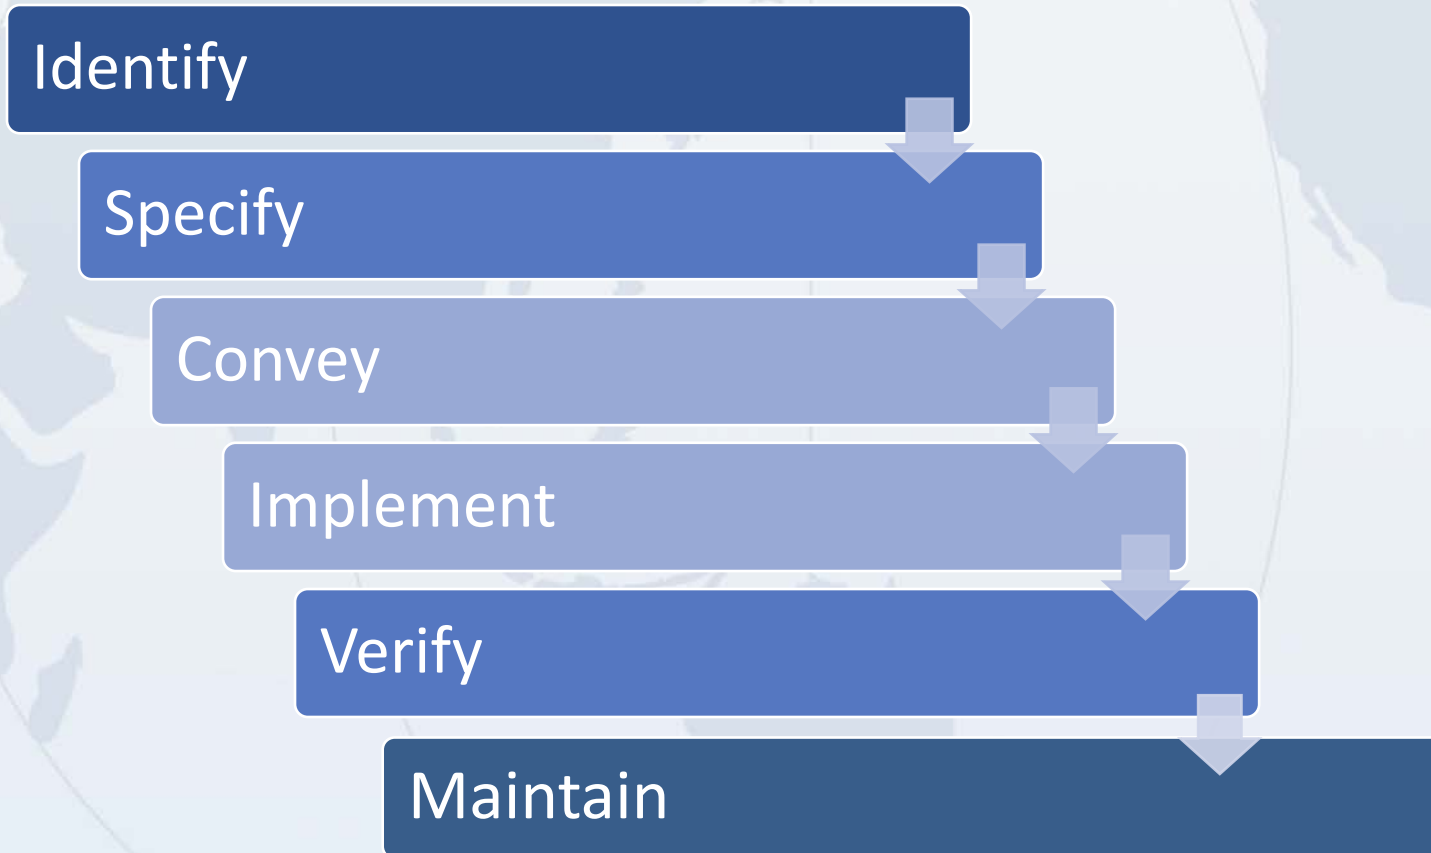 Identify
Specify
Convey
Implement
Verify
Maintain